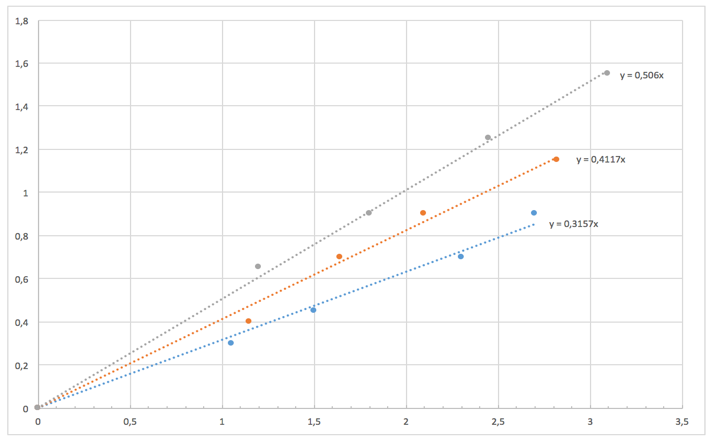 1,8
1,6
y = 0,506x
1,4
1,2
y = 0,4117x
1
y = 0,3157x
0,8
0,6
0,4
0,2
0
0 0,5 1 1,5 2 2,5 3 3,5